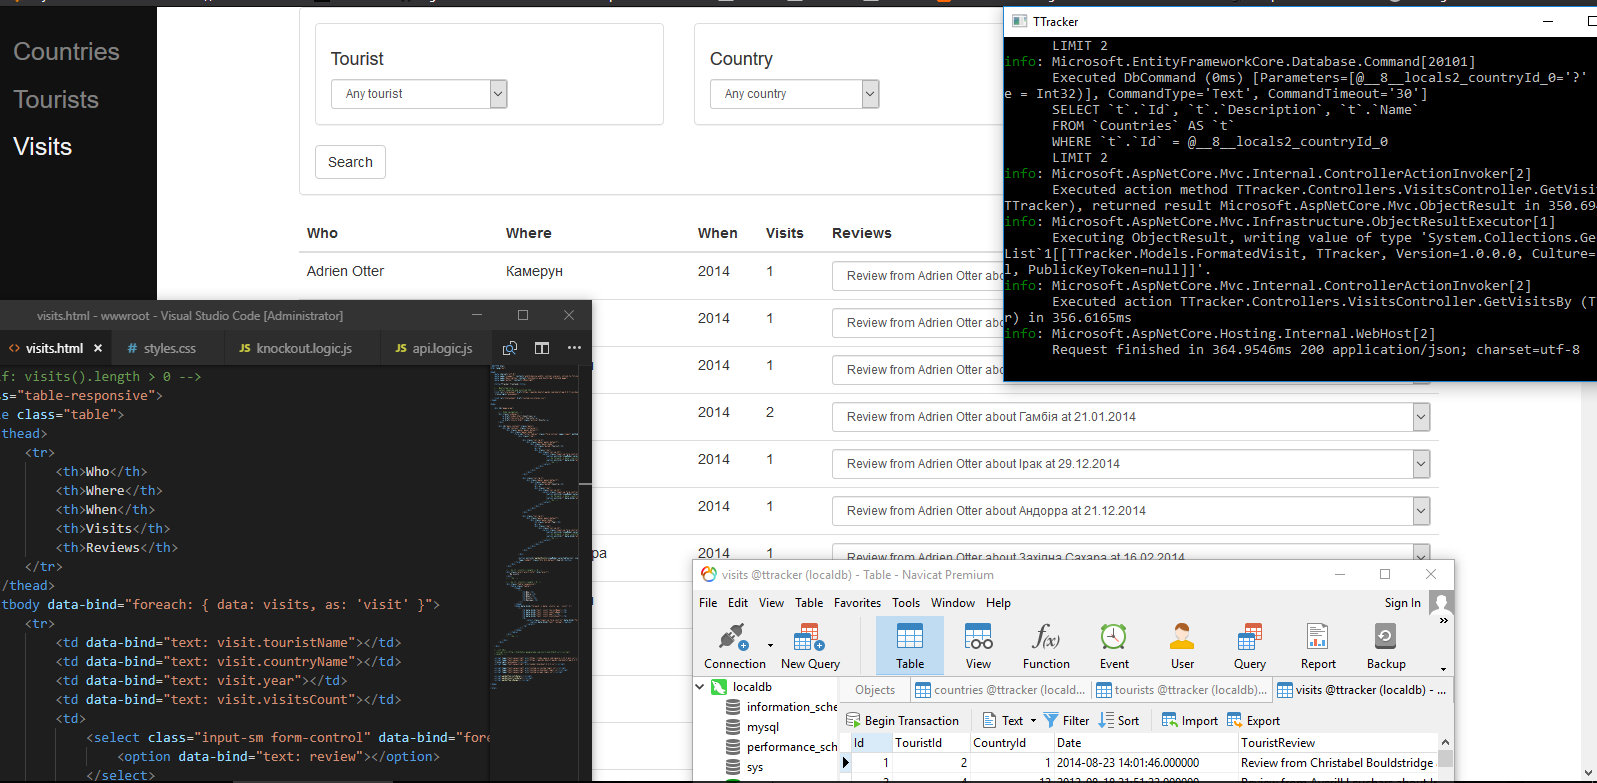 Countries
Tourists
Visits
Tourist
Any tourist
Country
Any country
Search
Who Where When Visits Reviews
Adrien Otter Камерун 2014 1 Review from Adrien Otter abo
2014 1 Review from Adrien Otter abo
2014 1 Review from Adrien Otter abo
2014 2 Review from Adrien Otter about Гамбія at 21.01.2014
2014 1 Review from Adrien Otter about Ірак at 29.12.2014
2014 1 Review from Adrien Otter about Андорра at 21.12.2014
ра 2014 1 Review from Adrien Otter about Західна Сахара at 16.02.2014
TTracker
LIMIT 2
info: Microsoft.EntityFrameworkCore.Database.Command[20101]
Executed DbCommand (0ms) [Parameters=[@__8__locals2_countryId_0='?'
e = Int32)], CommandType='Text', CommandTimeout='30']
SELECT `t`.`Id`, `t`.`Description`, `t`.`Name`
FROM `Countries` AS `t`
WHERE `t`.`Id` = @__8__locals2_countryId_0
LIMIT 2
info: Microsoft.AspNetCore.Mvc.Internal.ControllerActionInvoker[2]
Executed action method TTracker.Controllers.VisitsController.GetVisi
TTracker), returned result Microsoft.AspNetCore.Mvc.ObjectResult in 350.694
info: Microsoft.AspNetCore.Mvc.Infrastructure.ObjectResultExecutor[1]
Executing ObjectResult, writing value of type 'System.Collections.Ge
List`1[[TTracker.Models.FormatedVisit, TTracker, Version=1.0.0.0, Culture=
l, PublicKeyToken=null]]'.
info: Microsoft.AspNetCore.Mvc.Internal.ControllerActionInvoker[2]
Executed action TTracker.Controllers.VisitsController.GetVisitsBy (T
r) in 356.6165ms
info: Microsoft.AspNetCore.Hosting.Internal.WebHost[2]
Request finished in 364.9546ms 200 application/json; charset=utf-8
visits.html - wwwroot - Visual Studio Code [Administrator]
visits.html styles.css knockout.logic.js api.logic.js
f: visits().length > 0 -->
s="table-responsive">
e class="table">
thead>
<tr>
<th>Who</th>
<th>Where</th>
<th>When</th>
<th>Visits</th>
<th>Reviews</th>
</tr>
/thead>
tbody data-bind="foreach: { data: visits, as: 'visit' }">
<tr>
<td data-bind="text: visit.touristName"></td>
<td data-bind="text: visit.countryName"></td>
<td data-bind="text: visit.year"></td>
<td data-bind="text: visit.visitsCount"></td>
<td>
<select class="input-sm form-control" data-bind="fore
<option data-bind="text: review"></option>
</select>
visits @ttracker (localdb) - Table - Navicat Premium
File Edit View Table Favorites Tools Window Help Sign In
Connection New Query Table View Function Event User Query Report Backup
localdb
information_sche
mysql
performance_sch
sys
Objects countries @ttracker (locald... tourists @ttracker (localdb)... visits @ttracker (localdb) - ...
Begin Transaction Text Filter Sort Import Export
Id TouristId CountryId Date TouristReview
1 2 1 2014-08-23 14:01:46.000000 Review from Christabel Bouldstridge